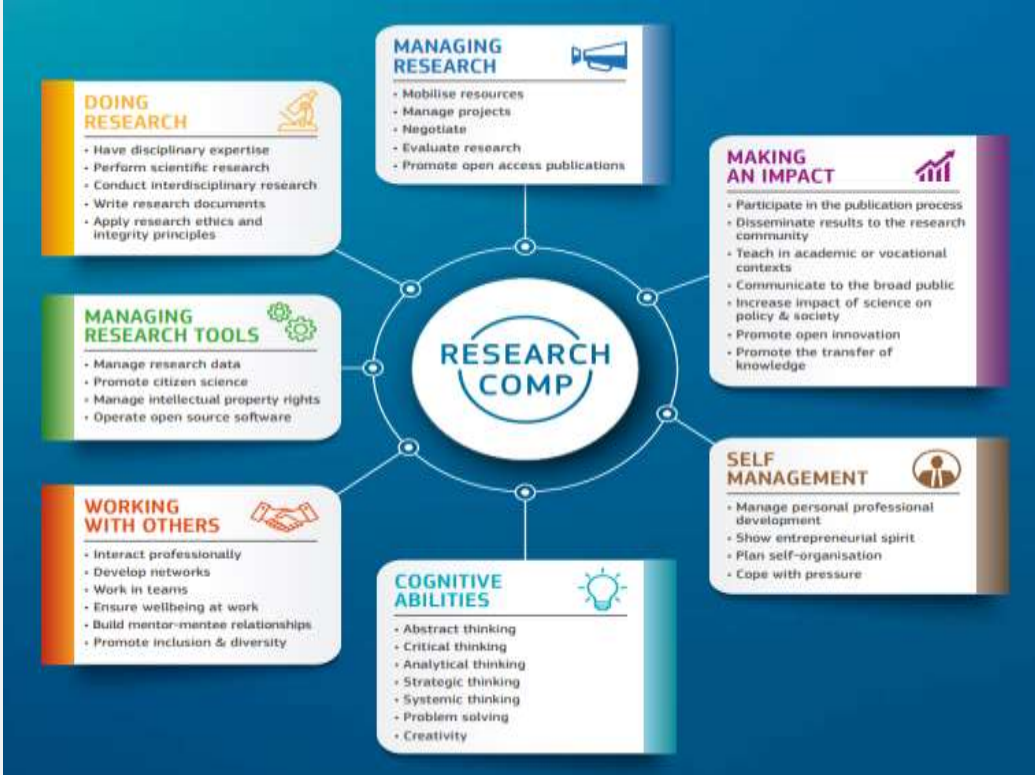 MANAGING
RESEARCH
• Mobilise resources
• Manage projects
• Negotiate
• Evaluate research
• Promote open access publications
DOING
RESEARCH
• Have disciplinary expertise
• Perform scientific research
• Conduct interdisciplinary research
• Write research documents
• Apply research ethics and
integrity principles
MAKING
AN IMPACT
• Participate in the publication process
• Disseminate results to the research
community
• Teach in academic or vocational
contexts
• Communicate to the broad public
• Increase impact of science on
policy & society
• Promote open innovation
• Promote the transfer of
knowledge
MANAGING
RESEARCH TOOLS
• Manage research data
• Promote citizen science
• Manage intellectual property rights
• Operate open source software
RESEARCH
COMP
SELF
MANAGEMENT
• Manage personal professional
development
• Show entrepreneurial spirit
• Plan self-organisation
• Cope with pressure
WORKING
WITH OTHERS
• Interact professionally
• Develop networks
• Work in teams
• Ensure wellbeing at work
• Build mentor-mentee relationships
• Promote inclusion & diversity
COGNITIVE
ABILITIES
• Abstract thinking
• Critical thinking
• Analytical thinking
• Strategic thinking
• Systemic thinking
• Problem solving
• Creativity